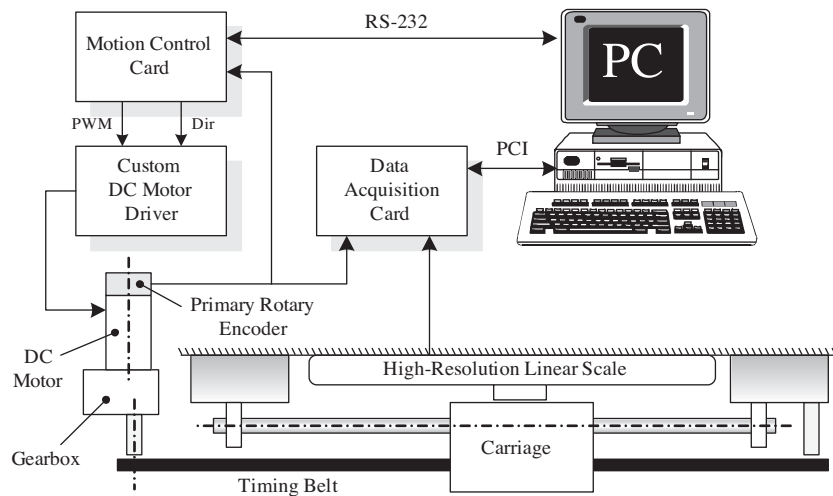 RS-232
Motion Control
Card
PC
PWM
Dir
PCI
Custom
DC Motor
Driver
Data
Acquisition
Card
Primary Rotary
Encoder
DC
Motor
High-Resolution Linear Scale
Gearbox
Carriage
Timing Belt